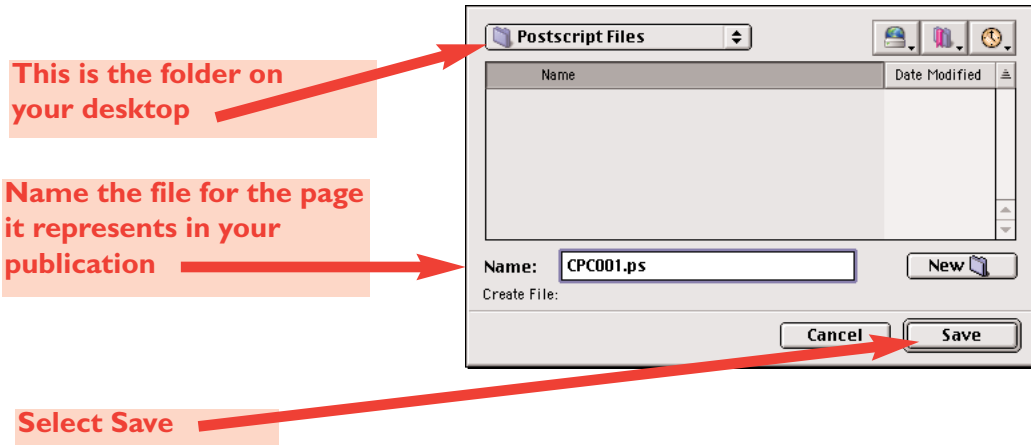 Postscript Files
Name
Date Modified
This is the folder on
your desktop
Name the file for the page
it represents in your
publication
Name: CPC001.ps
New
Create File:
Cancel
Save
Select Save